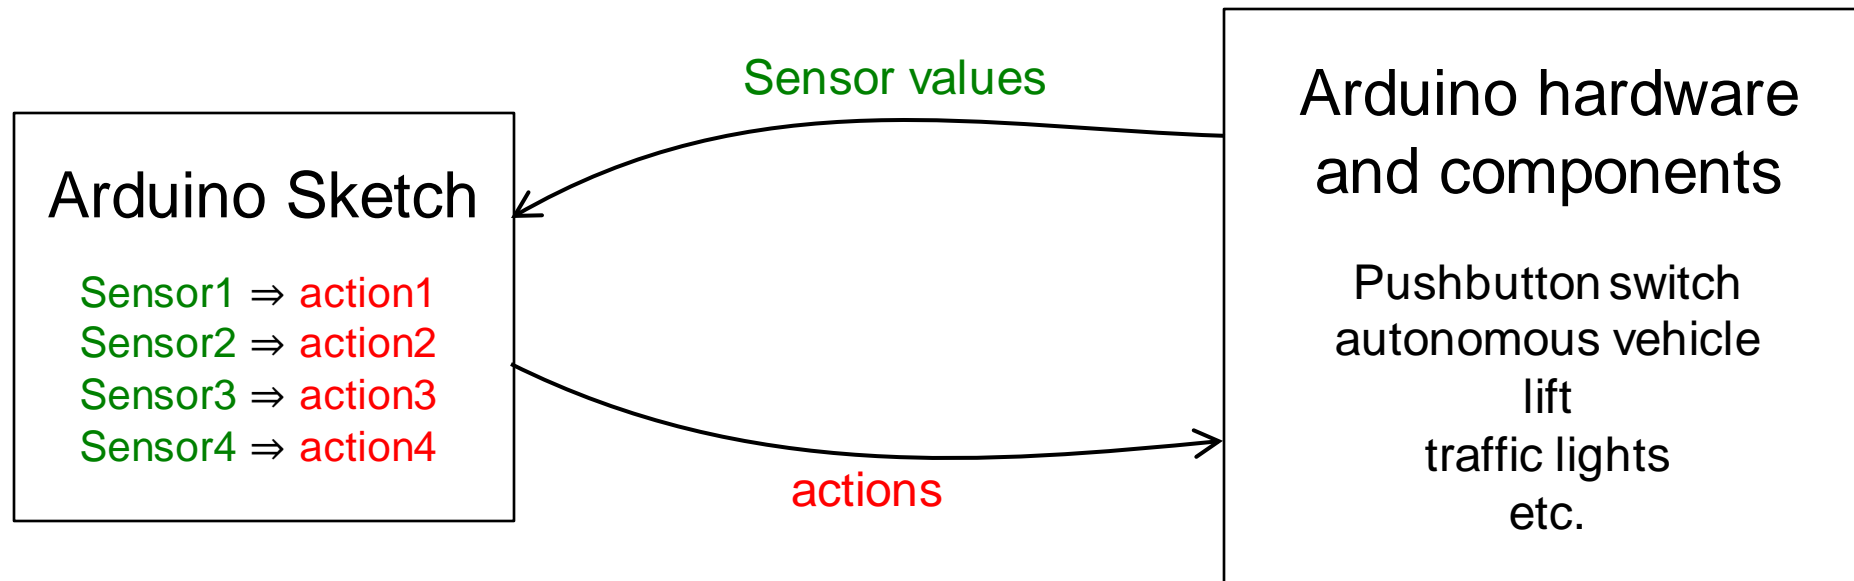 Arduino Sketch
Sensor1 ⇒ action1
Sensor2 ⇒ action2
Sensor3 ⇒ action3
Sensor4 ⇒ action4
Sensor values
actions
Arduino hardware
and components
Pushbutton switch
autonomous vehicle
lift
traffic lights
etc.